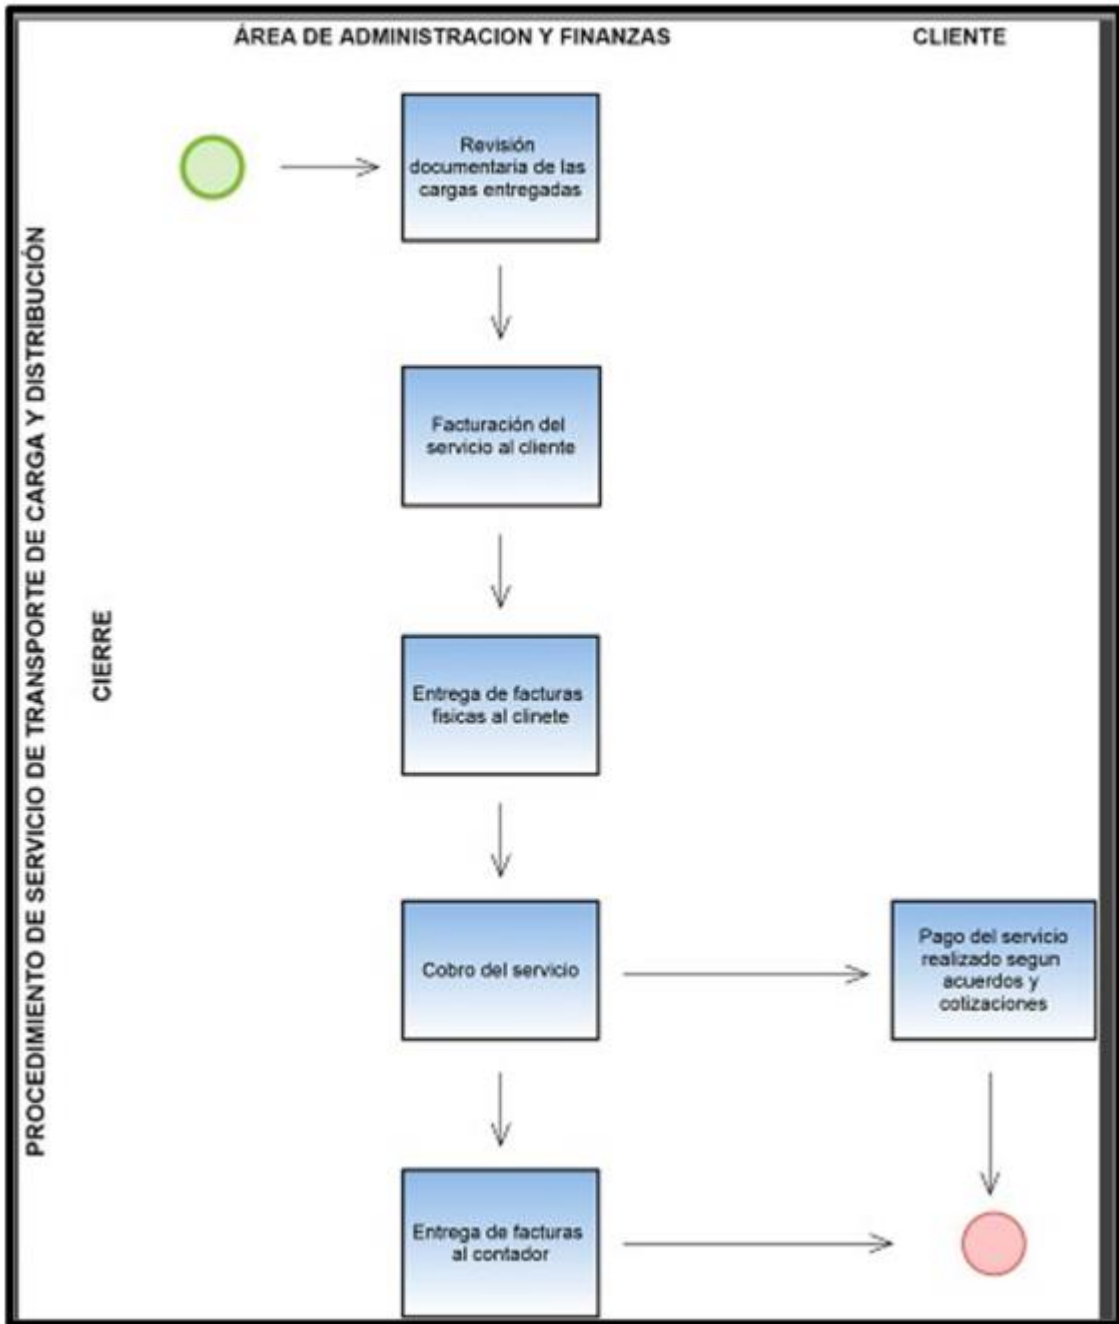 ÁREA DE ADMINISTRACION Y FINANZAS
CLIENTE
PROCEDIMIENTO DE SERVICIO DE TRANSPORTE DE CARGA Y DISTRIBUCIÓN
CIERRE
Revisión
documentaria de las
cargas entregadas
Facturación del
servicio al cliente
Entrega de facturas
fisicas al clinete
Cobro del servicio
Pago del servicio
realizado segun
acuerdos y
cotizaciones
Entrega de facturas
al contador